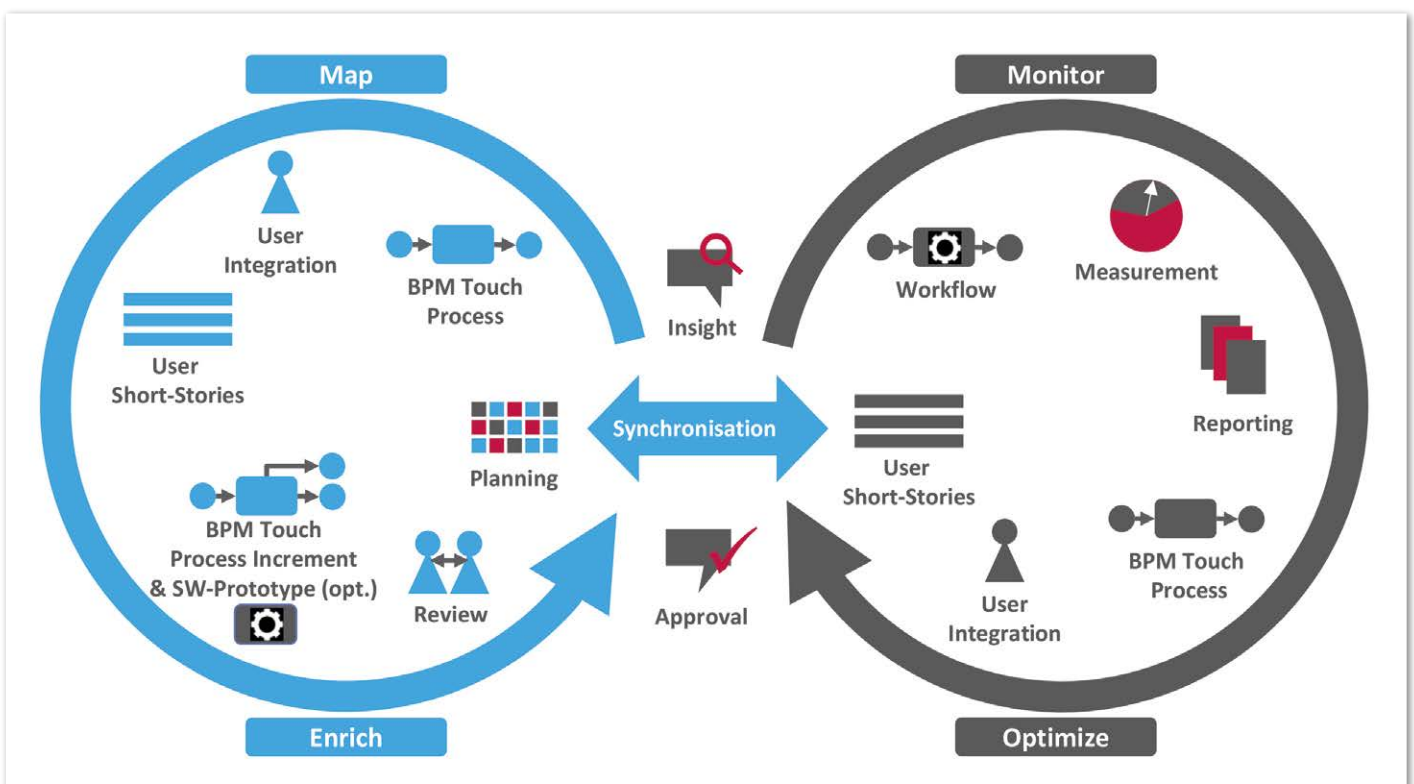 Map
Monitor
User
Integration
BPM Touch
Process
User
Short-Stories
Planning
BPM Touch
Process Increment
& SW-Prototype (opt.)
Review
Enrich
Insight
Synchronisation
Approval
Workflow
Measurement
Reporting
User
Short-Stories
BPM Touch
Process
User
Integration
Optimize